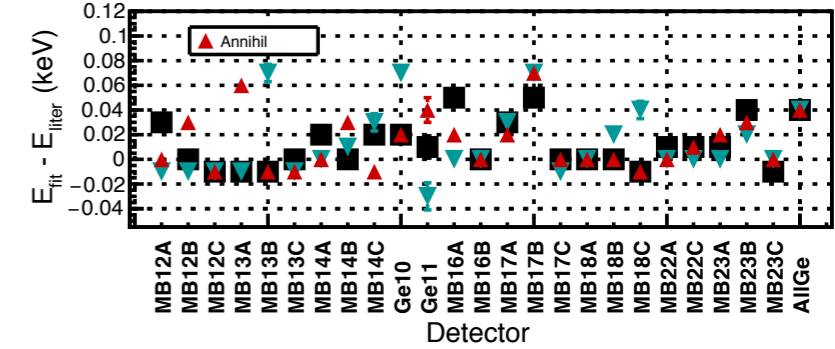 0.12
0.1
0.08
0.06
0.04
0.02
0
−0.02
−0.04
E_fit - E_liter (keV)
Annihil
MB12A
MB12B
MB12C
MB13A
MB13B
MB13C
MB14A
MB14B
MB14C
Ge10
Ge11
MB16A
MB16B
MB17A
MB17B
MB17C
MB18A
MB18B
MB18C
MB22A
MB22C
MB23A
MB23B
MB23C
AllGe
Detector